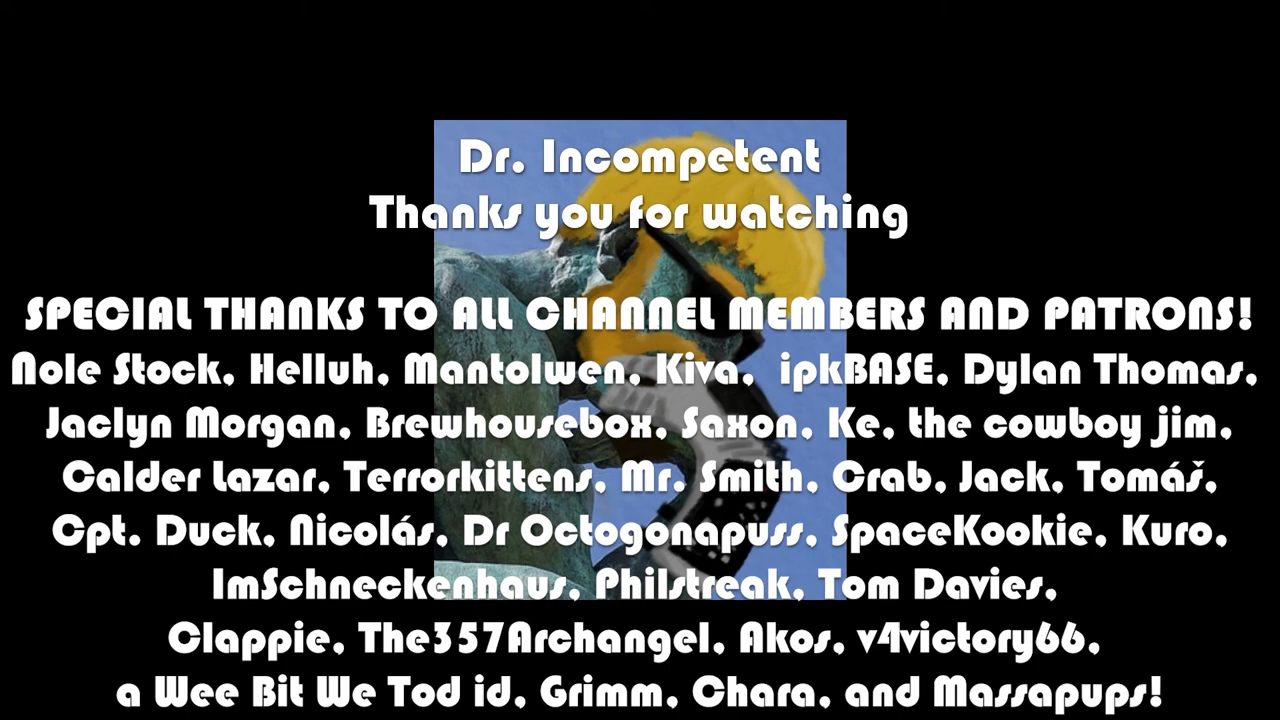 Dr. Incompetent
Thanks you for watching
SPECIAL THANKS TO ALL CHANNEL MEMBERS AND PATRONS!
Nole Stock, Helluh, Mantolwen, Kiva, ipkBASE, Dylan Thomas,
Jaclyn Morgan, Brewhousebox, Saxon, Ke, the cowboy jim,
Calder Lazar, Terrorkittens, Mr. Smith, Crab, Jack, Tomáš,
Cpt. Duck, Nicolás, Dr Octogonapuss, SpaceKookie, Kuro,
ImSchneckenhaus, Philstreak, Tom Davies,
Clappie, The357Archangel, Akos, v4victory66,
a Wee Bit We Tod id, Grimm, Chara, and Massapups!